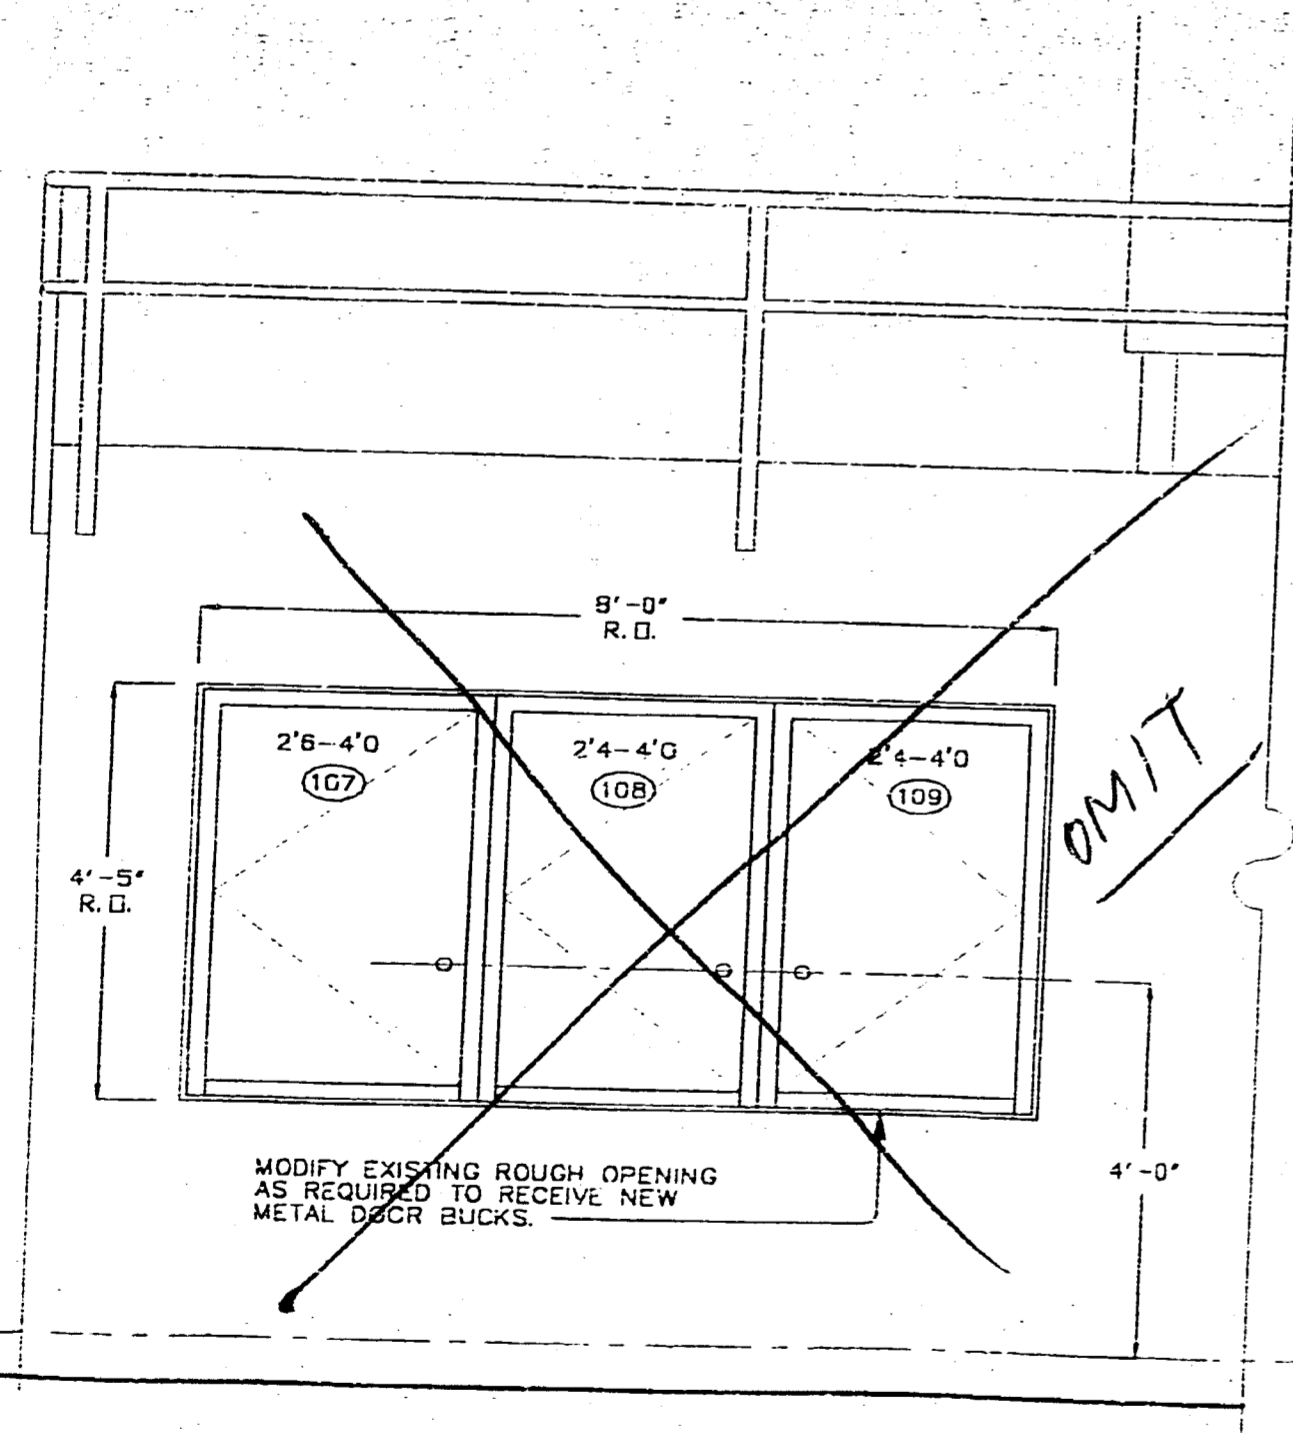 8'-0"
R.O.
2'6-4'0
107
2'4-4'0
108
2'4-4'0
109
OMIT
4'-5"
R.O.
MODIFY EXISTING ROUGH OPENING
AS REQUIRED TO RECEIVE NEW
METAL DOOR BUCKS.
4'-0"